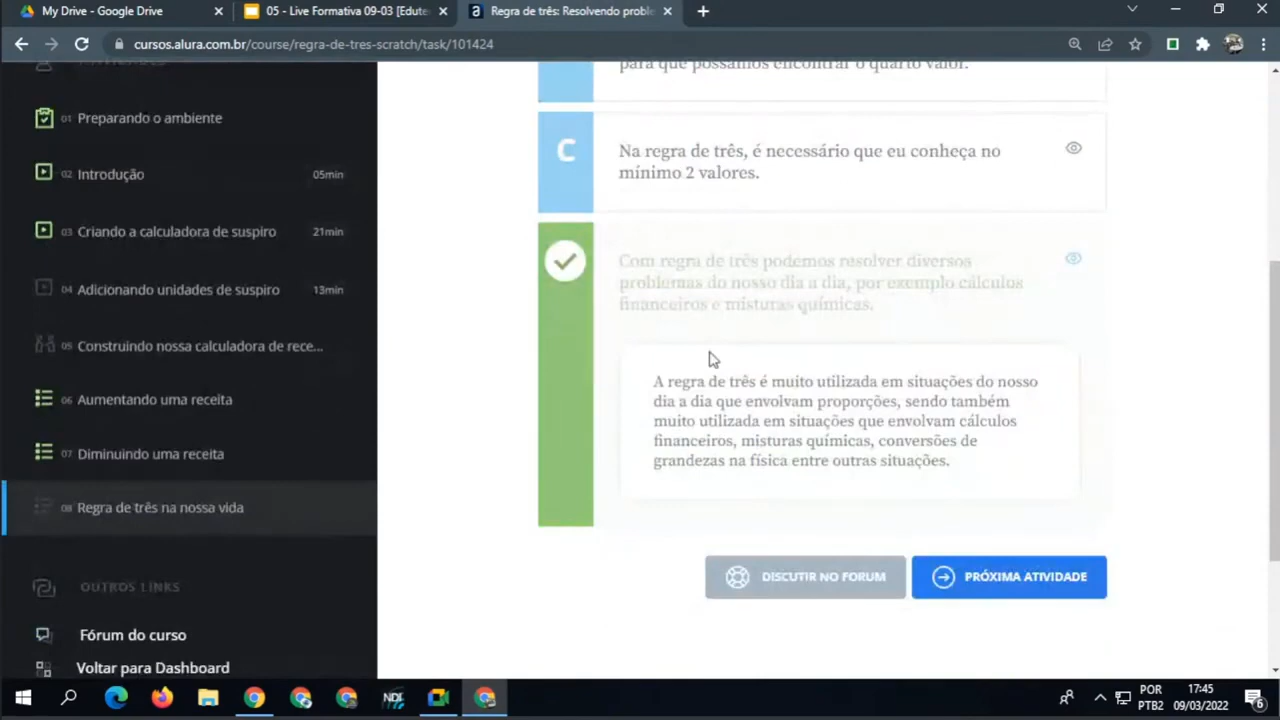 My Drive - Google Drive
05 - Live Formativa 09-03 [Edute
Regra de três: Resolvendo proble
cursos.alura.com.br/course/regra-de-tres-scratch/task/101424
01 Preparando o ambiente
02 Introdução 05min
03 Criando a calculadora de suspiro 21min
04 Adicionando unidades de suspiro 13min
05 Construindo nossa calculadora de rece...
06 Aumentando uma receita
07 Diminuindo uma receita
08 Regra de três na nossa vida
OUTROS LINKS
Fórum do curso
Voltar para Dashboard
para que possamos encontrar o quarto valor.
C
Na regra de três, é necessário que eu conheça no
mínimo 2 valores.
Com regra de três podemos resolver diversos
problemas do nosso dia a dia, por exemplo cálculos
financeiros e misturas químicas.
A regra de três é muito utilizada em situações do nosso
dia a dia que envolvam proporções, sendo também
muito utilizada em situações que envolvam cálculos
financeiros, misturas químicas, conversões de
grandezas na física entre outras situações.
DISCUTIR NO FORUM
PRÓXIMA ATIVIDADE
NDI
POR
PTB2
17:45
09/03/2022
6